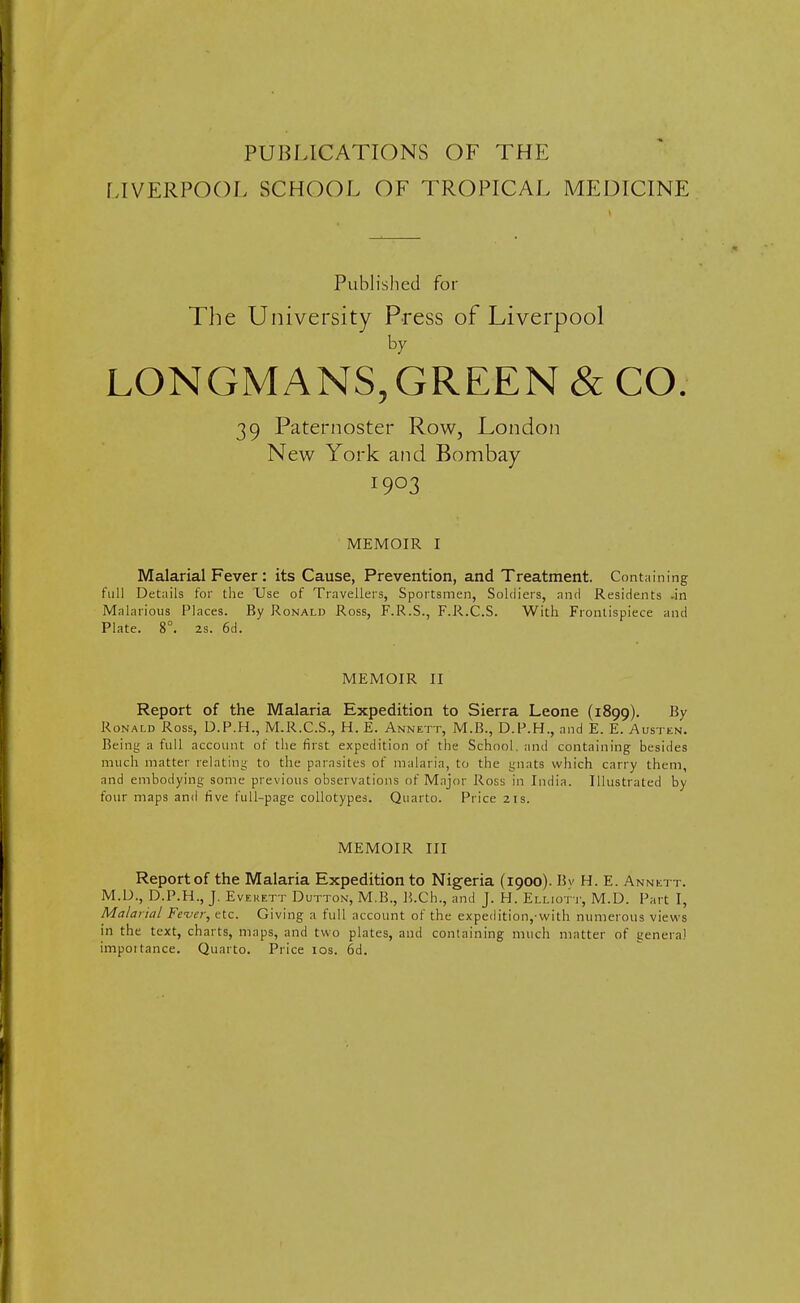 PUBLICATIONS OF THE
LIVERPOOL SCHOOL OF TROPICAL MEDICINE
Published for
The University Press of Liverpool
by
LONGMANS, GREEN & CO.
39 Paternoster Row, London
New York and Bombay
1903
MEMOIR I
Malarial Fever: its Cause, Prevention, and Treatment. Containing
full Details for the Use of Travellers, Sportsmen, Soldiers, and Residents in
Malarious Places. By Ronald Ross, F.R.S., F.R.C.S. With Frontispiece and
Plate. 8°. 2s. 6d.
MEMOIR II
Report of the Malaria Expedition to Sierra Leone (1899). By
Ronald Ross, D.P.H., M.R.C.S., H. E. Annett, M.B., D.P.H., and E. E. Austen.
Being a full account of the first expedition of the School, and containing besides
much matter relating to the parasites of malaria, to the gnats which carry them,
and embodying some previous observations of Major Ross in India. Illustrated by
four maps and five full-page collotypes. Quarto. Price 21s.
MEMOIR III
Report of the Malaria Expedition to Nigeria (1900). By H. E. Annett.
M.D., D.P.H., J. Everett Dutton, M.B., B.Ch., and J. H. Elliott, M.D. Part I,
Malarial Fever, etc. Giving a full account of the expedition, with numerous views
in the text, charts, maps, and two plates, and containing much matter of general
importance. Quarto. Price 10s. 6d.